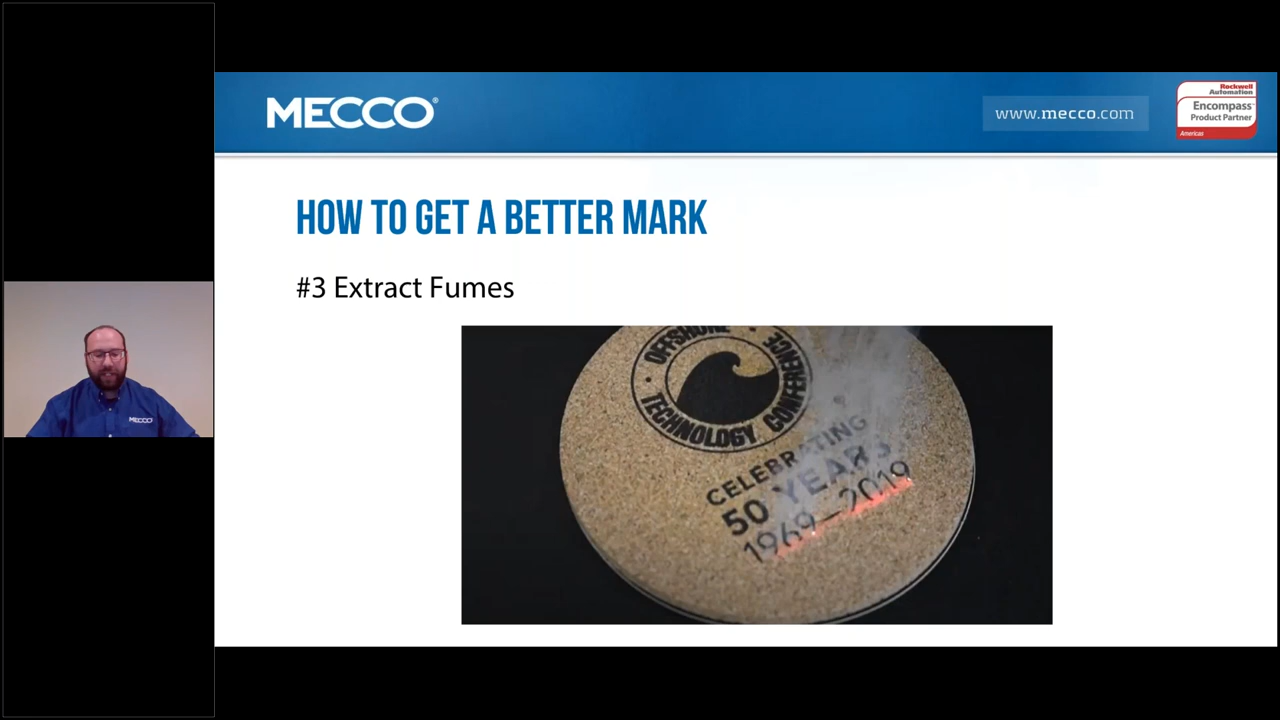 MECCO®
www.mecco.com
Rockwell
Automation
Encompass™
Product Partner
Americas
HOW TO GET A BETTER MARK
#3 Extract Fumes
OFFSHORE
TECHNOLOGY CONFERENCE
CELEBRATING
50 YEARS
1969–2019
MECCO